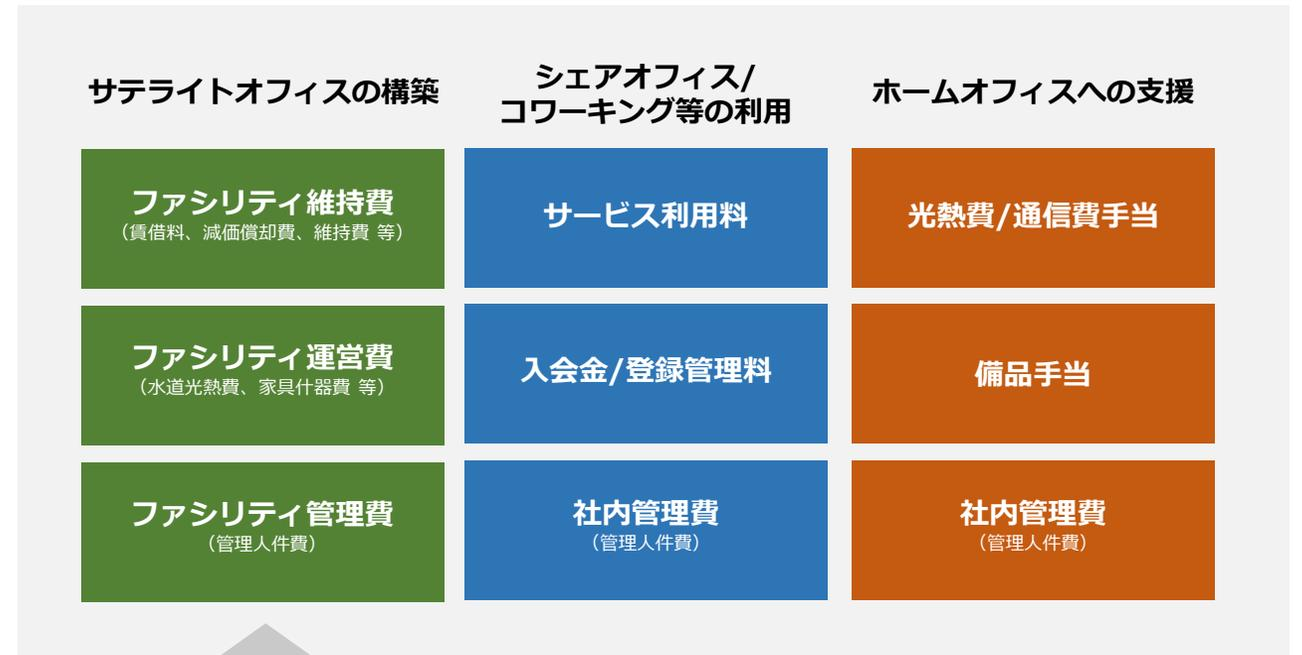 サテライトオフィスの構築
シェアオフィス/
コワーキング等の利用
ホームオフィスへの支援
ファシリティ維持費
（賃借料、減価償却費、維持費 等）
サービス利用料
光熱費/通信費手当
ファシリティ運営費
（水道光熱費、家具什器費 等）
入会金/登録管理料
備品手当
ファシリティ管理費
（管理人件費）
社内管理費
（管理人件費）
社内管理費
（管理人件費）